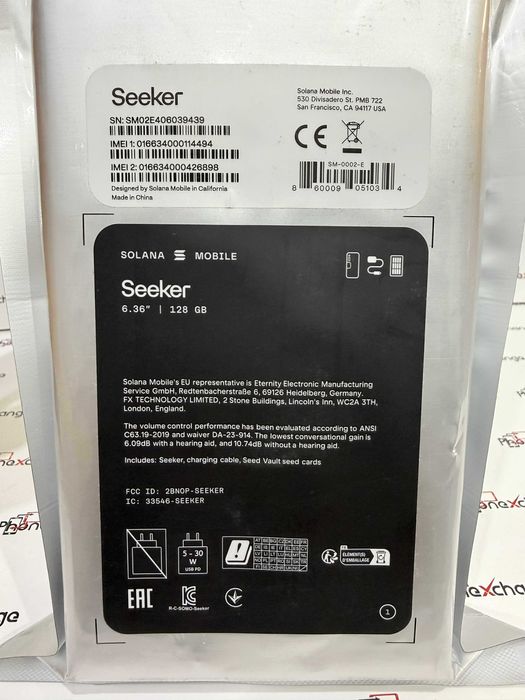 Seeker
Solana Mobile Inc.
530 Divisadero St. PMB 722
San Francisco, CA 94117 USA
SN: SM02E406039439
IMEI 1: 016634000114494
IMEI 2: 016634000426898
Designed by Solana Mobile in California
Made in China
CE
SM-0002-E
8 60009 05103 4
SOLANA MOBILE
Seeker
6.36" | 128 GB
Solana Mobile's EU representative is Eternity Electronic Manufacturing
Service GmbH, Redtenbacherstraße 6, 69126 Heidelberg, Germany.
FX TECHNOLOGY LIMITED, 2 Stone Buildings, Lincoln's Inn, WC2A 3TH,
London, England.
The volume control performance has been evaluated according to ANSI
C63.19-2019 and waiver DA-23-914. The lowest conversational gain is
6.09dB with a hearing aid, and 10.74dB without a hearing aid.
Includes: Seeker, charging cable, Seed Vault seed cards
FCC ID: 2BNOP-SEEKER
IC: 33546-SEEKER
5 – 30
W
USB PD
FR
ÉLÉMENT(S)
D'EMBALLAGE
EAC
R-C-SOMO-Seeker
1